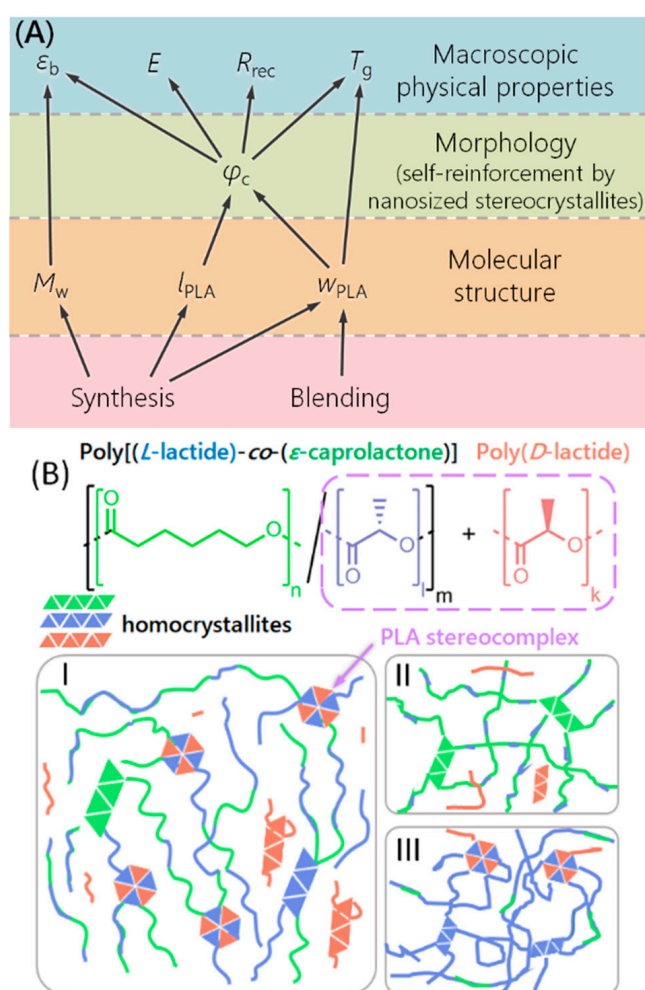 (A)
εb E Rrec Tg
Macroscopic
physical properties
φc
Morphology
(self-reinforcement by
nanosized stereocrystallites)
Mw lPLA wPLA
Molecular
structure
Synthesis Blending
(B)
Poly[(L-lactide)-co-(ε-caprolactone)] Poly(D-lactide)
O
O
n
O
O
l
m
+
O
O
k
homocrystallites
PLA stereocomplex
I
II
III